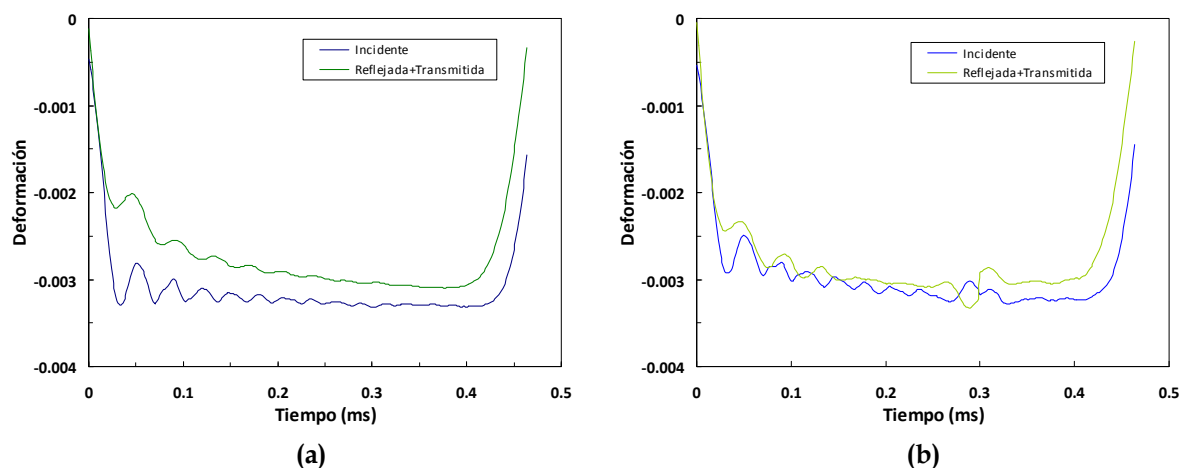 0
-0.001
-0.002
-0.003
-0.004
Deformación
Incidente
Reflejada+Transmitida
0 0.1 0.2 0.3 0.4 0.5
Tiempo (ms)
(a)
0
-0.001
-0.002
-0.003
-0.004
Deformación
Incidente
Reflejada+Transmitida
0 0.1 0.2 0.3 0.4 0.5
Tiempo (ms)
(b)